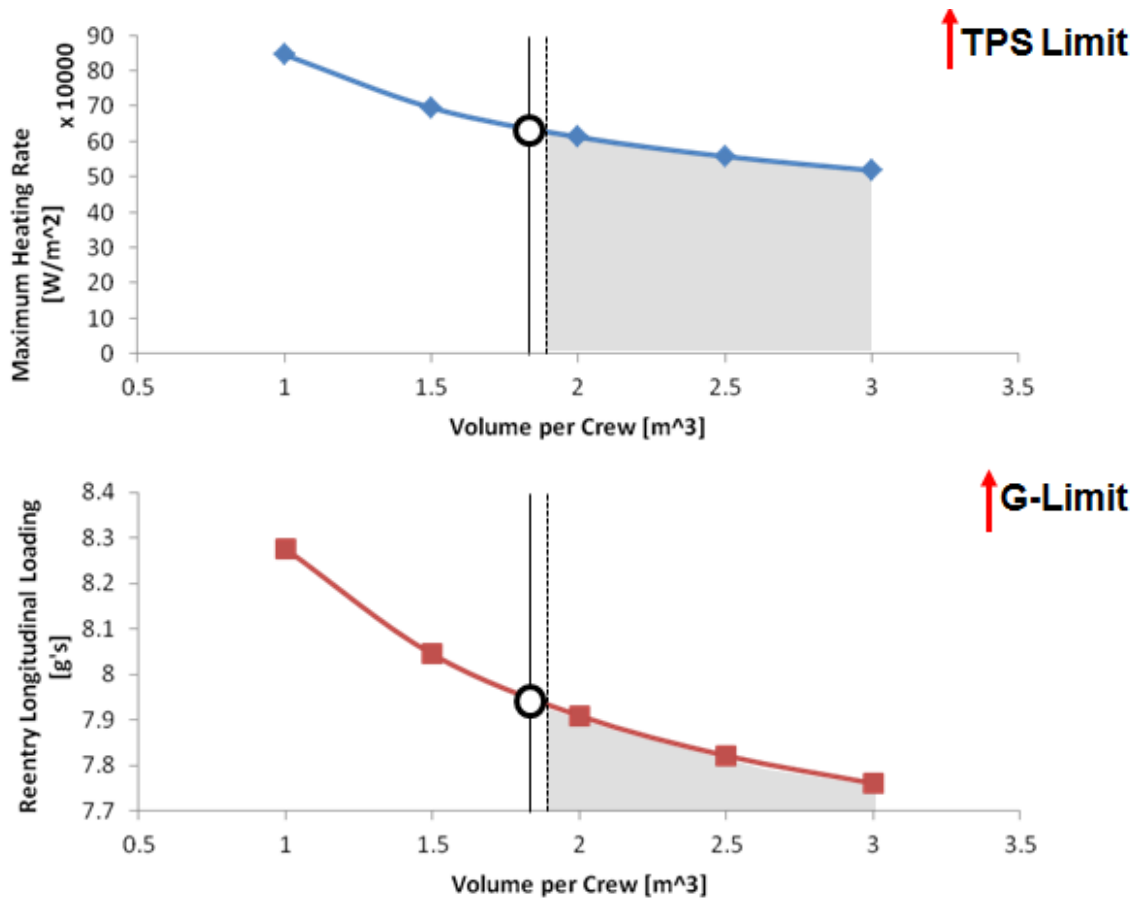 TPS Limit
Maximum Heating Rate
[W/m^2]
x 10000
90
80
70
60
50
40
30
20
10
0
0.5 1 1.5 2 2.5 3 3.5
Volume per Crew [m^3]
G-Limit
Reentry Longitudinal Loading
[g's]
8.4
8.3
8.2
8.1
8
7.9
7.8
7.7
0.5 1 1.5 2 2.5 3 3.5
Volume per Crew [m^3]